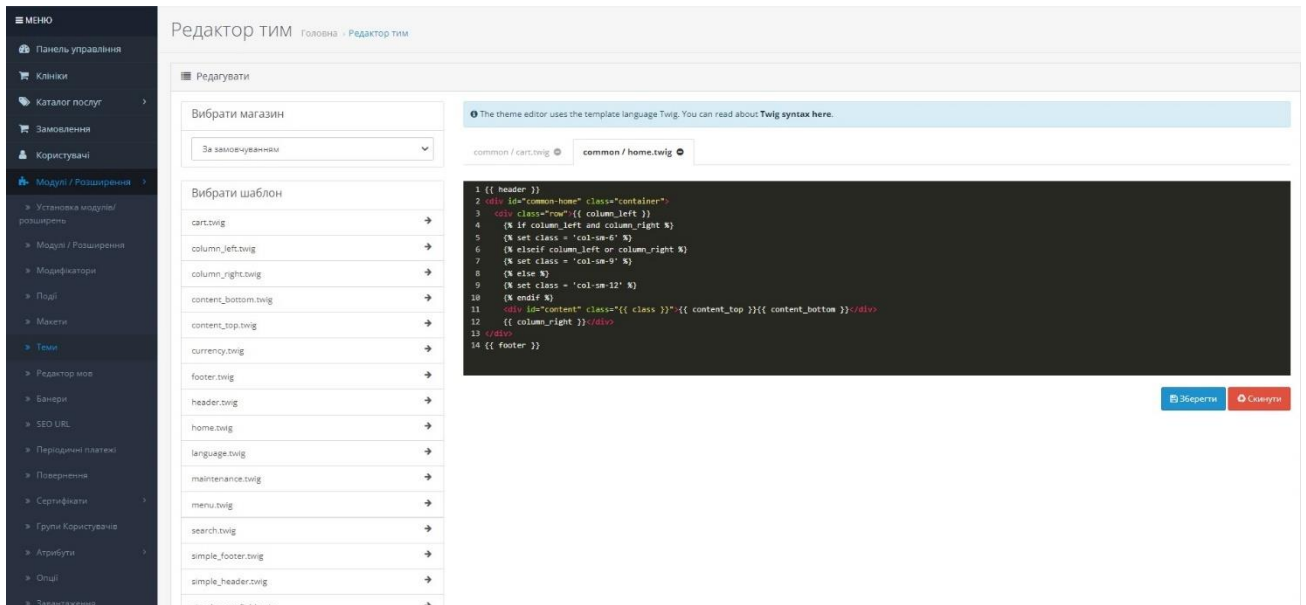 МЕНЮ
Панель управління
Клініки
Каталог послуг
Замовлення
Користувачі
Модулі / Розширення
» Установка модулів/
розширень
» Модулі / Розширення
» Модифікатори
» Події
» Макети
» Теми
» Редактор мов
» Банери
» SEO URL
» Періодичні платежі
» Повернення
» Сертифікати
» Групи Користувачів
» Атрибути
» Опції
» Завантаження
Редактор тим Головна › Редактор тим
Редагувати
Вибрати магазин
За замовчуванням
Вибрати шаблон
cart.twig
column_left.twig
column_right.twig
content_bottom.twig
content_top.twig
currency.twig
footer.twig
header.twig
home.twig
language.twig
maintenance.twig
menu.twig
search.twig
simple_footer.twig
simple_header.twig
The theme editor uses the template language Twig. You can read about Twig syntax here.
common / cart.twig common / home.twig
1 {{ header }}
2 <div id="common-home" class="container">
3 <div class="row">{{ column_left }}
4 {% if column_left and column_right %}
5 {% set class = 'col-sm-6' %}
6 {% elseif column_left or column_right %}
7 {% set class = 'col-sm-9' %}
8 {% else %}
9 {% set class = 'col-sm-12' %}
10 {% endif %}
11 <div id="content" class="{{ class }}">{{ content_top }}{{ content_bottom }}</div>
12 {{ column_right }}</div>
13 </div>
14 {{ footer }}
Зберегти Скинути